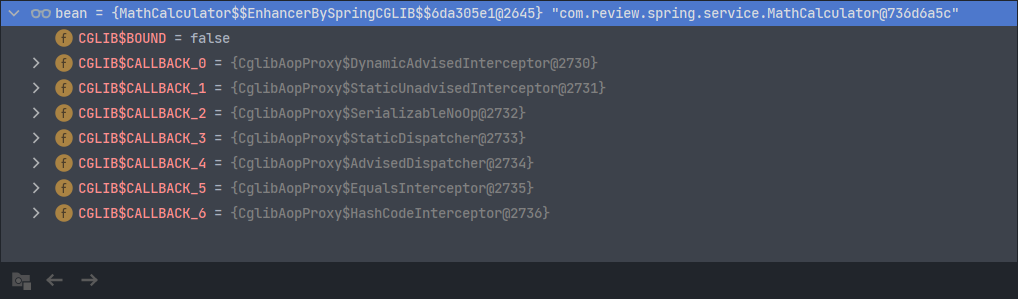 bean = {MathCalculator$$EnhancerBySpringCGLIB$$6da305e1@2645} "com.review.spring.service.MathCalculator@736d6a5c"
f CGLIB$BOUND = false
f CGLIB$CALLBACK_0 = {CglibAopProxy$DynamicAdvisedInterceptor@2730}
f CGLIB$CALLBACK_1 = {CglibAopProxy$StaticUnadvisedInterceptor@2731}
f CGLIB$CALLBACK_2 = {CglibAopProxy$SerializableNoOp@2732}
f CGLIB$CALLBACK_3 = {CglibAopProxy$StaticDispatcher@2733}
f CGLIB$CALLBACK_4 = {CglibAopProxy$AdvisedDispatcher@2734}
f CGLIB$CALLBACK_5 = {CglibAopProxy$EqualsInterceptor@2735}
f CGLIB$CALLBACK_6 = {CglibAopProxy$HashCodeInterceptor@2736}